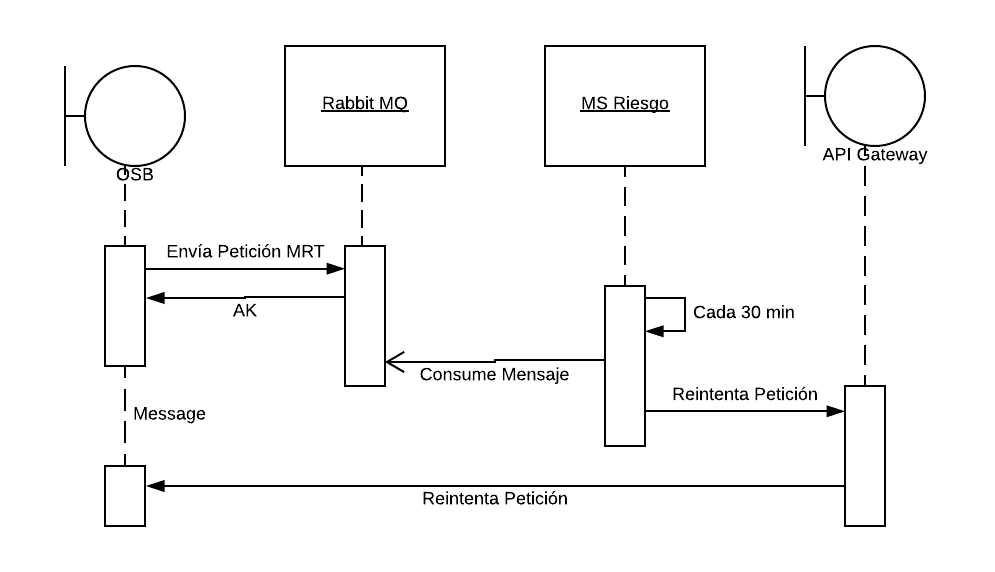 Rabbit MQ
MS Riesgo
API Gateway
OSB
Envía Petición MRT
AK
Cada 30 min
Consume Mensaje
Reintenta Petición
Message
Reintenta Petición